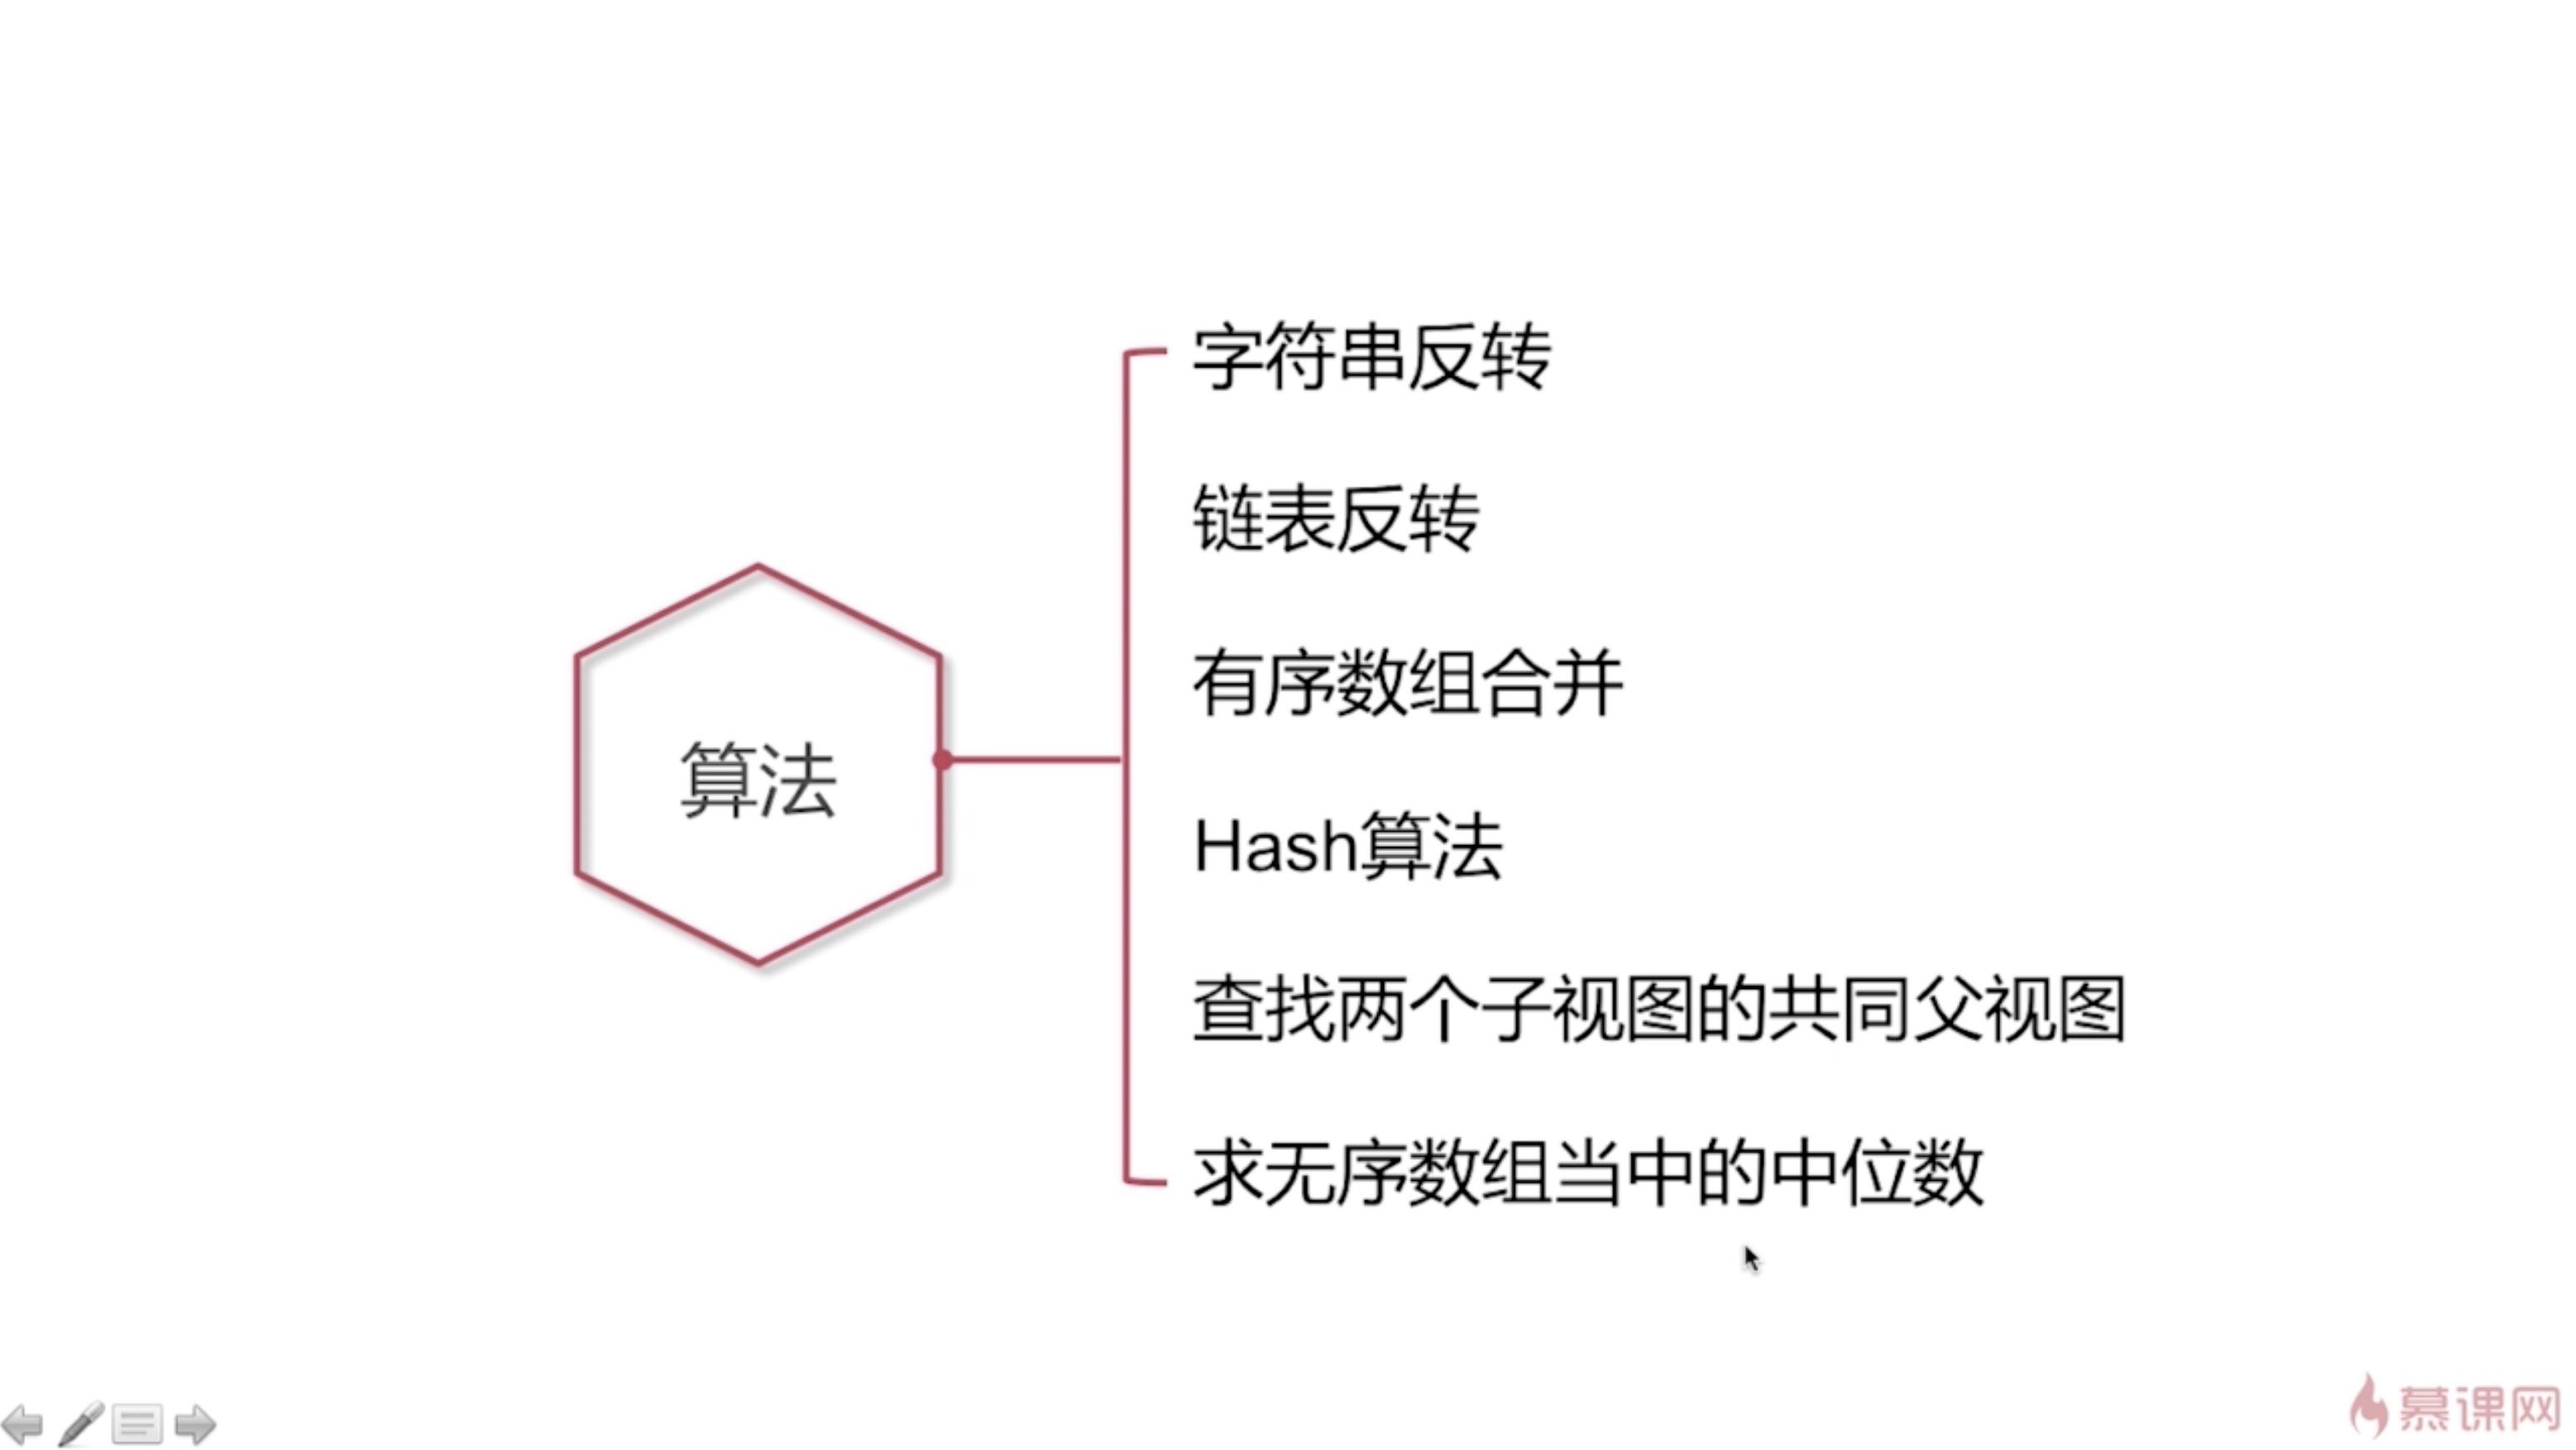 字符串反转
链表反转
有序数组合并
算法
Hash算法
查找两个子视图的共同父视图
求无序数组当中的中位数
慕课网